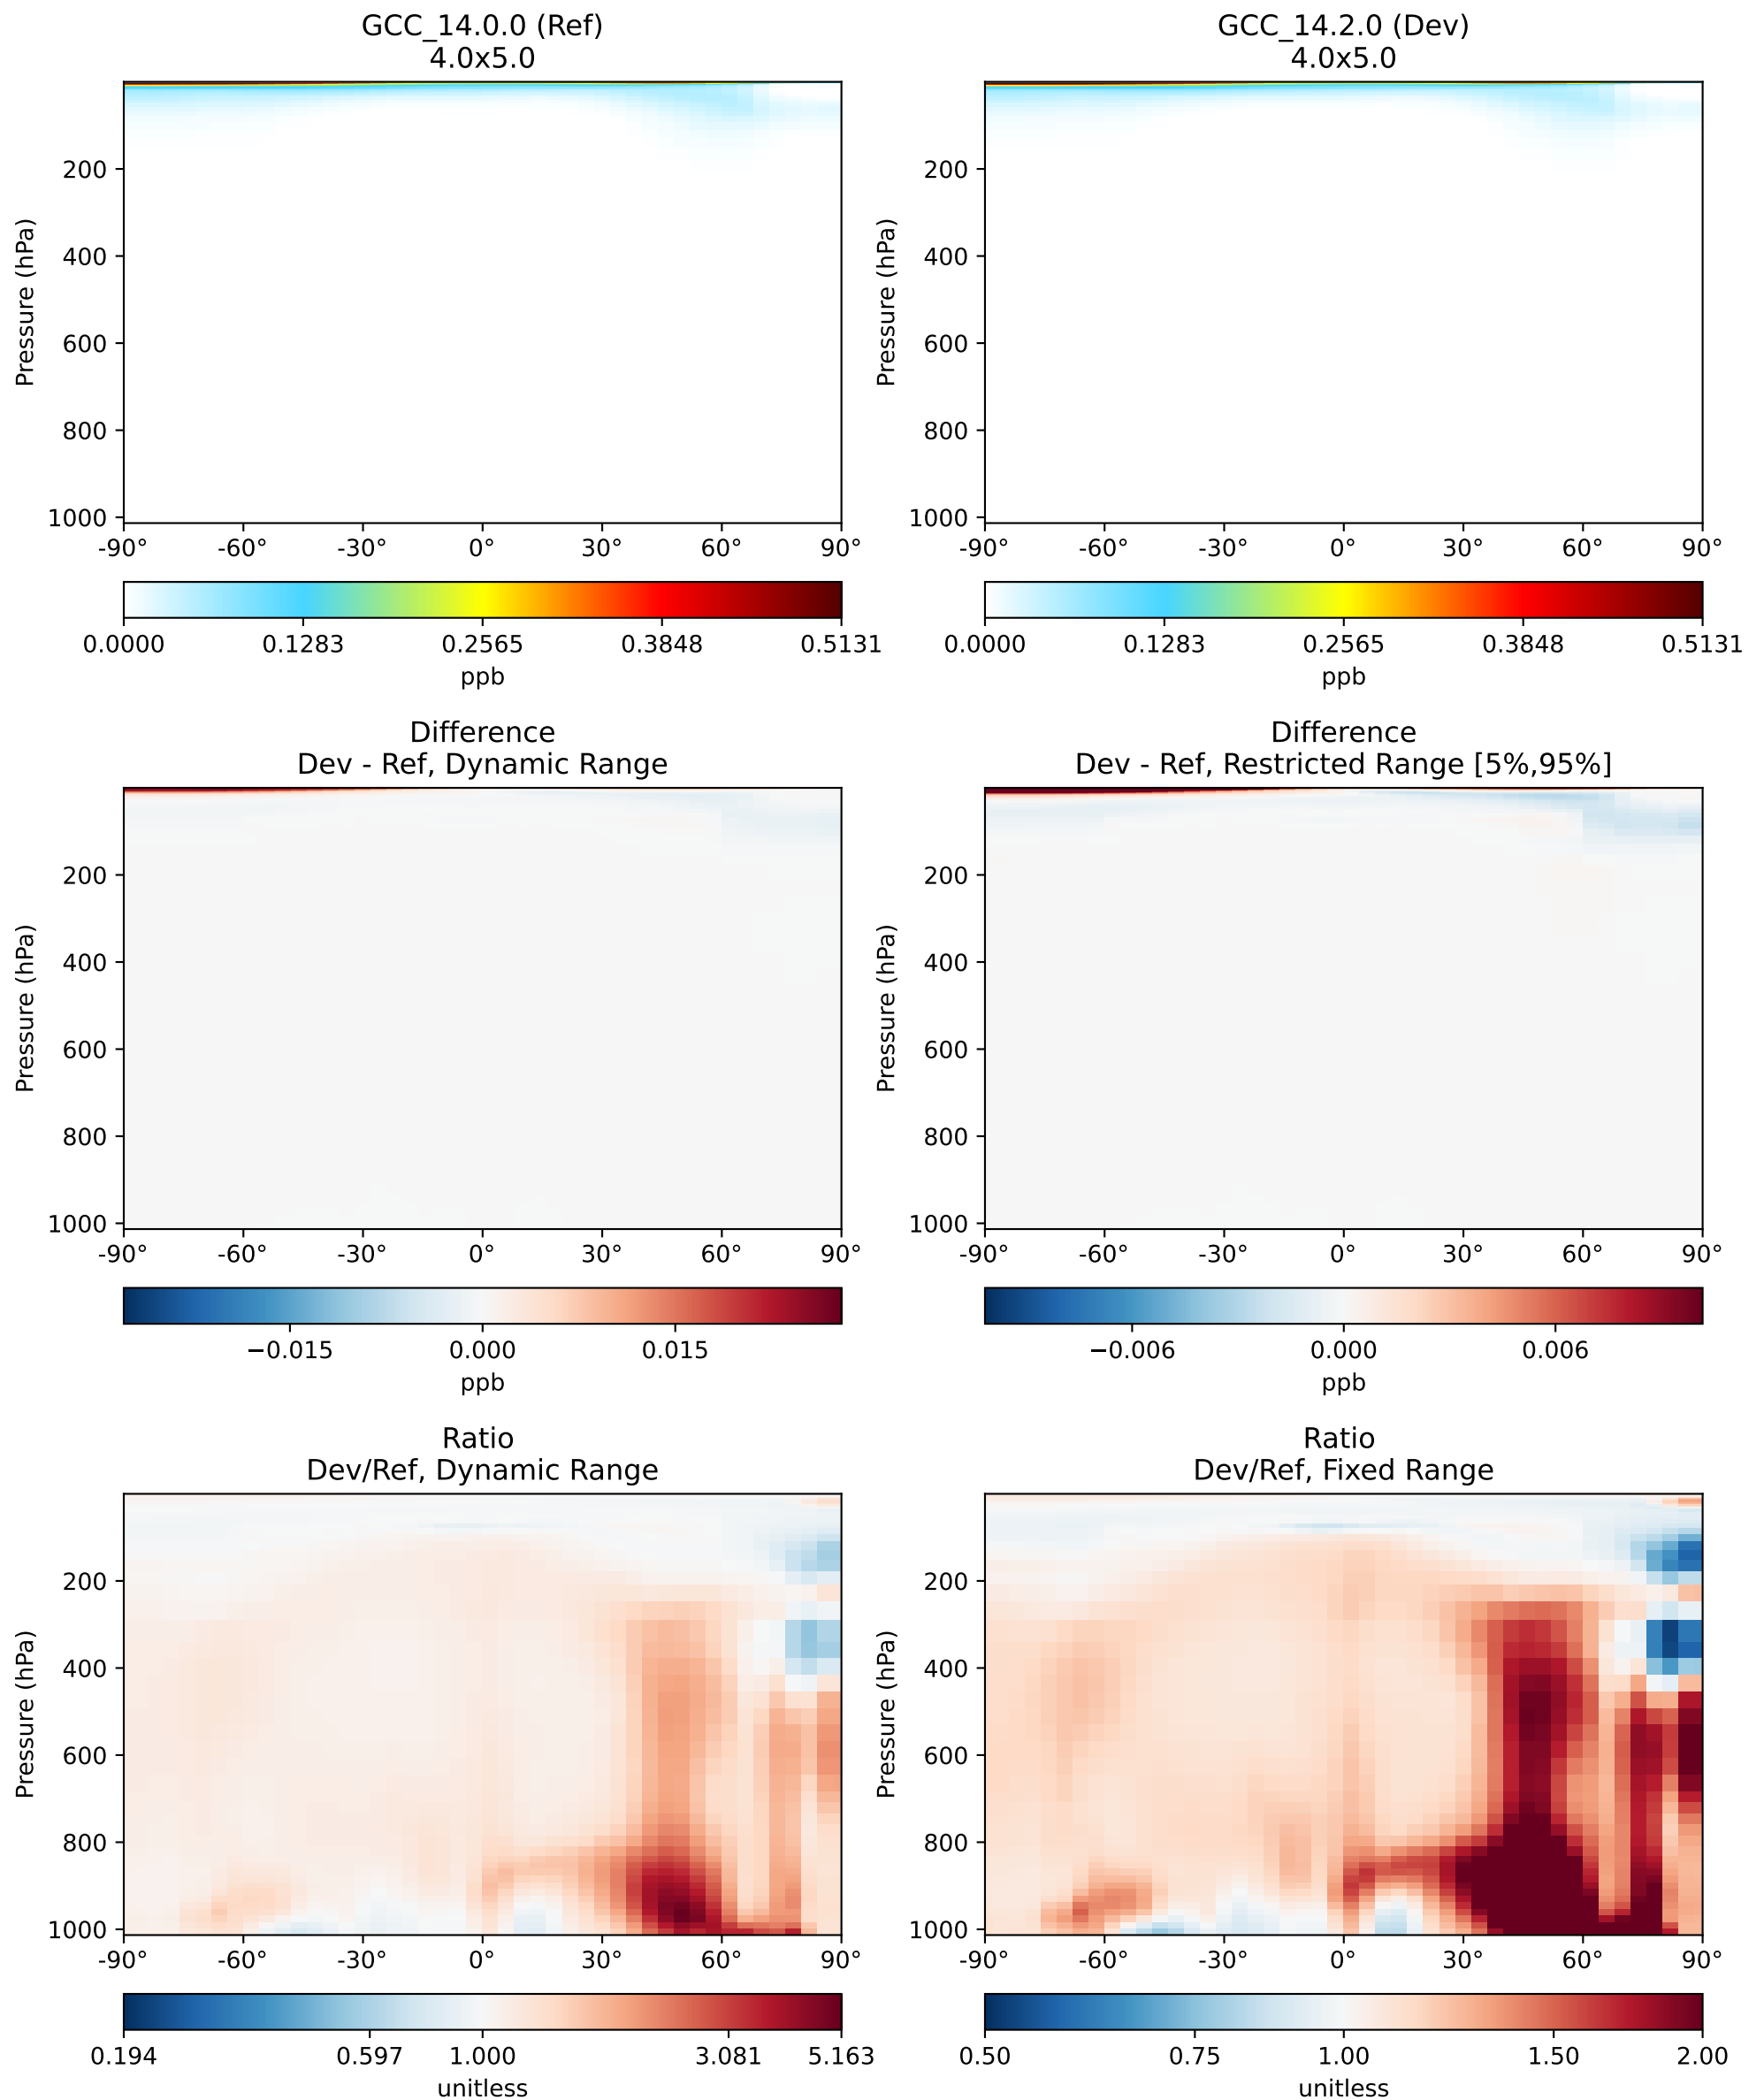 GCC_14.0.0 (Ref)
4.0x5.0
Pressure (hPa)
200
400
600
800
1000
-90° -60° -30° 0° 30° 60° 90°
0.0000 0.1283 0.2565 0.3848 0.5131
ppb
GCC_14.2.0 (Dev)
4.0x5.0
Pressure (hPa)
200
400
600
800
1000
-90° -60° -30° 0° 30° 60° 90°
0.0000 0.1283 0.2565 0.3848 0.5131
ppb
Difference
Dev - Ref, Dynamic Range
Pressure (hPa)
200
400
600
800
1000
-90° -60° -30° 0° 30° 60° 90°
−0.015 0.000 0.015
ppb
Difference
Dev - Ref, Restricted Range [5%,95%]
Pressure (hPa)
200
400
600
800
1000
-90° -60° -30° 0° 30° 60° 90°
−0.006 0.000 0.006
ppb
Ratio
Dev/Ref, Dynamic Range
Pressure (hPa)
200
400
600
800
1000
-90° -60° -30° 0° 30° 60° 90°
0.194 0.597 1.000 3.081 5.163
unitless
Ratio
Dev/Ref, Fixed Range
Pressure (hPa)
200
400
600
800
1000
-90° -60° -30° 0° 30° 60° 90°
0.50 0.75 1.00 1.50 2.00
unitless